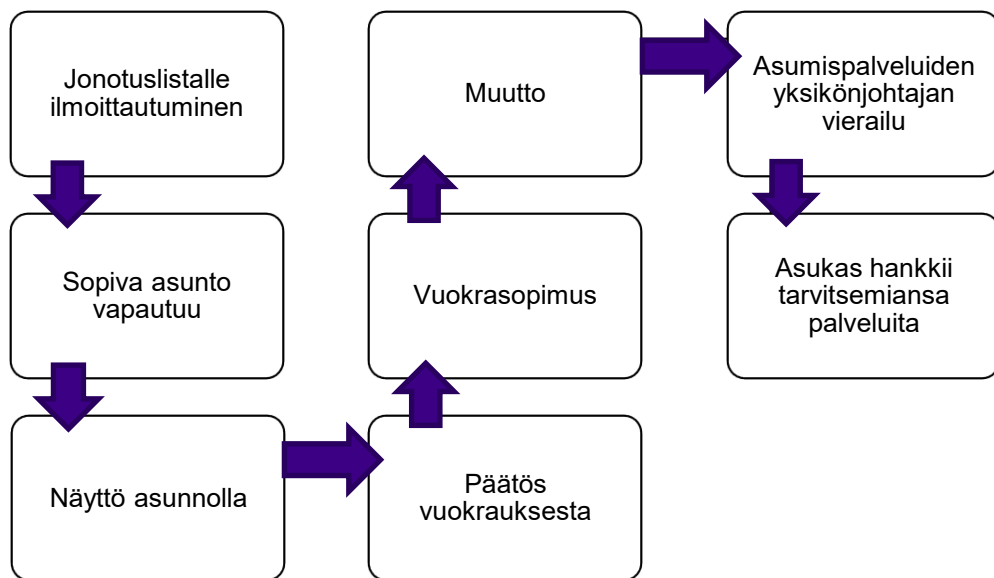 Jonotuslistalle
ilmoittautuminen
Sopiva asunto
vapautuu
Näyttö asunnolla
Päätös
vuokrauksesta
Vuokrasopimus
Muutto
Asumispalveluiden
yksikönjohtajan
vierailu
Asukas hankkii
tarvitsemiansa
palveluita